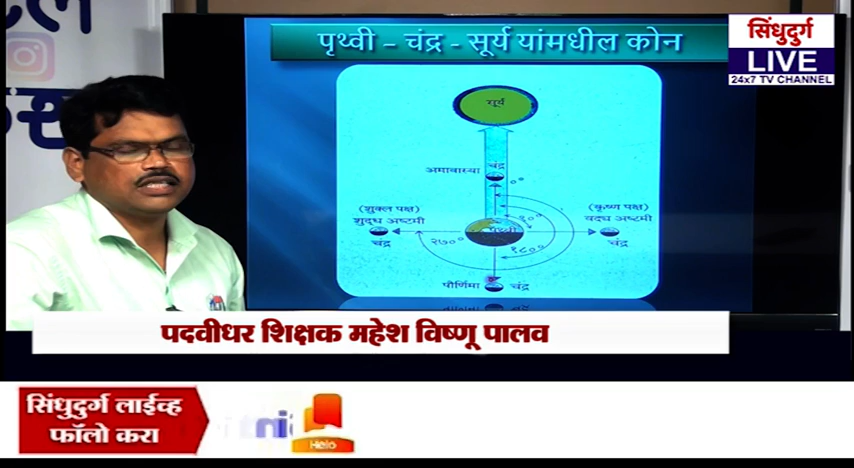 पृथ्वी – चंद्र - सूर्य यांमधील कोन
सिंधुदुर्ग
LIVE
24x7 TV CHANNEL
सूर्य
चंद्र
अमावास्या
०°
(शुक्ल पक्ष)
शुद्ध अष्टमी
चंद्र
(कृष्ण पक्ष)
वद्य अष्टमी
चंद्र
९०°
पृथ्वी
२७०°
१८०°
पौर्णिमा
चंद्र
पदवीधर शिक्षक महेश विष्णू पालव
सिंधुदुर्ग लाईव्ह
फॉलो करा
Helo